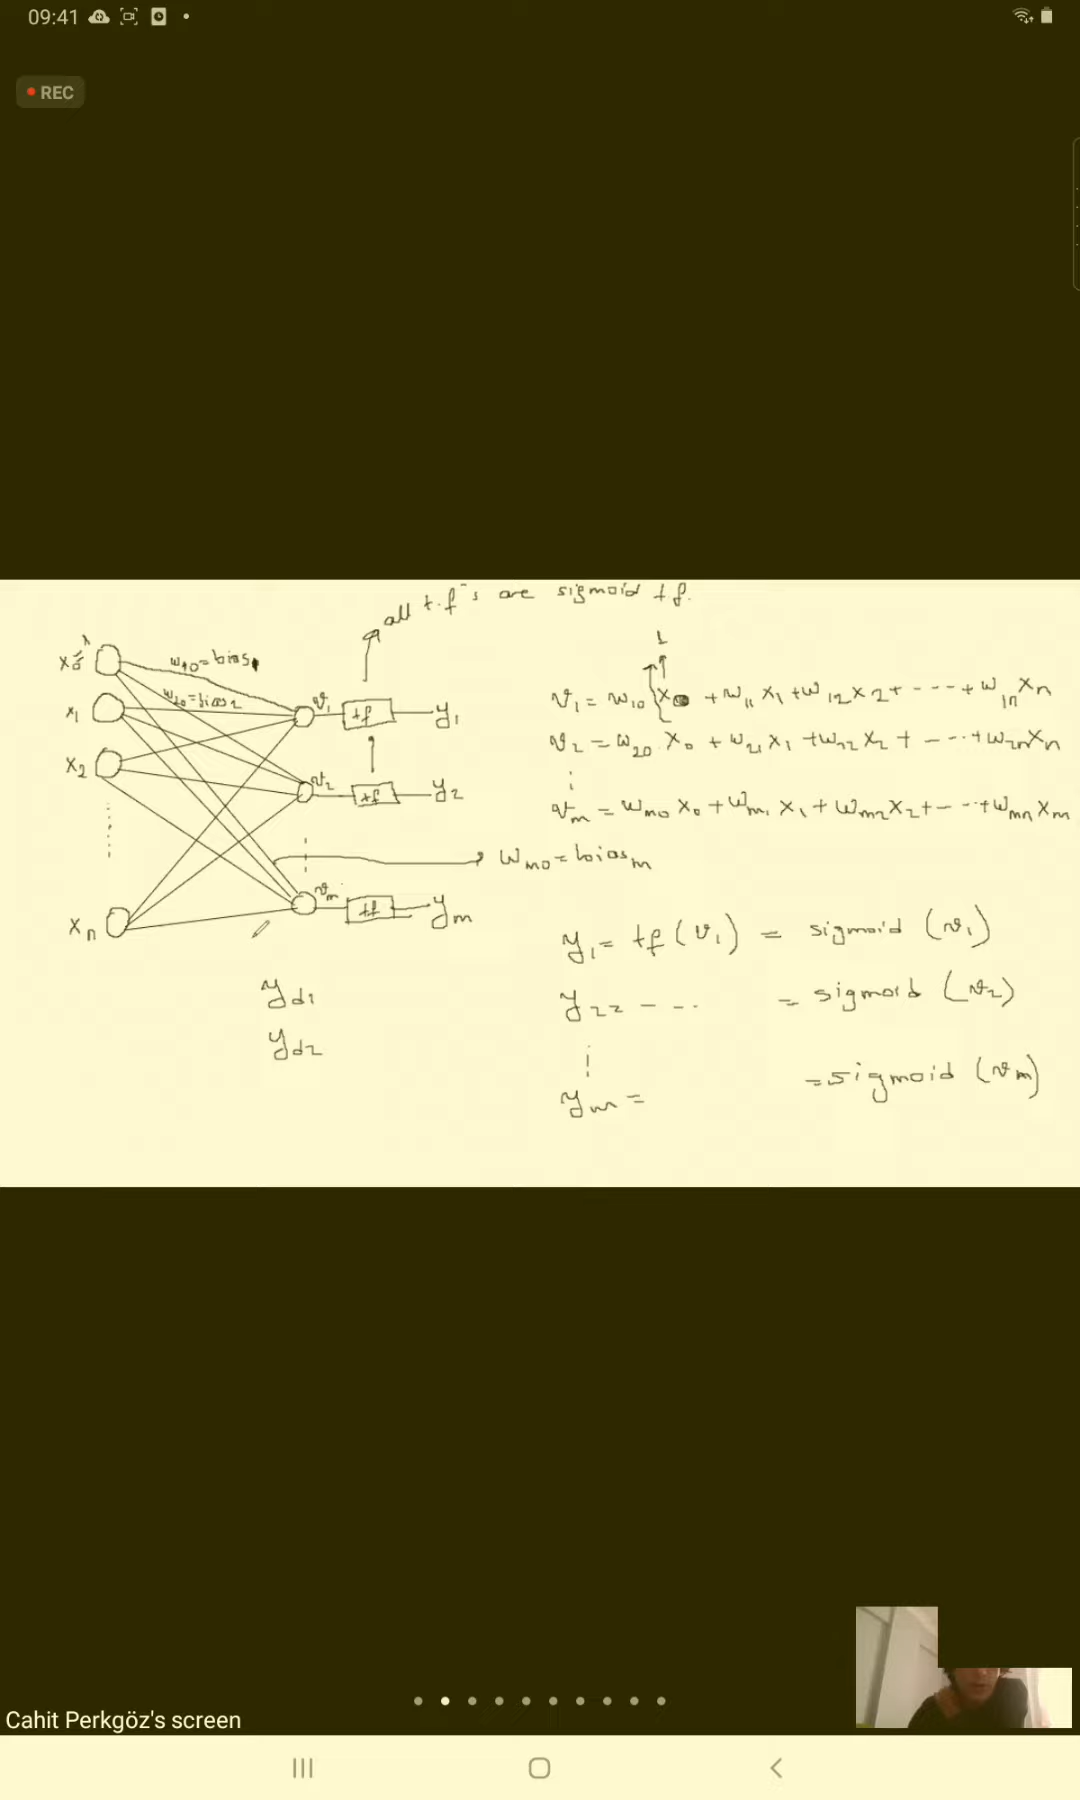 09:41
REC
all t.f's are sigmoid t.f.
x0 = 1
w10 = bias1
w20 = bias2
x1
x2
xn
v1
tf
y1
v2
tf
y2
vm
tf
ym
1
v1 = w10 x0 + w11 x1 + w12 x2 + ---- + w1n xn
v2 = w20 x0 + w21 x1 + w22 x2 + ---- + w2n xn
vm = wm0 x0 + wm1 x1 + wm2 x2 + ---- + wmn xm
wm0 = biasm
y1 = tf(v1) = sigmoid (v1)
y2 = --.. = sigmoid (v2)
ym = = sigmoid (vm)
yd1
yd2
Cahit Perkgöz's screen